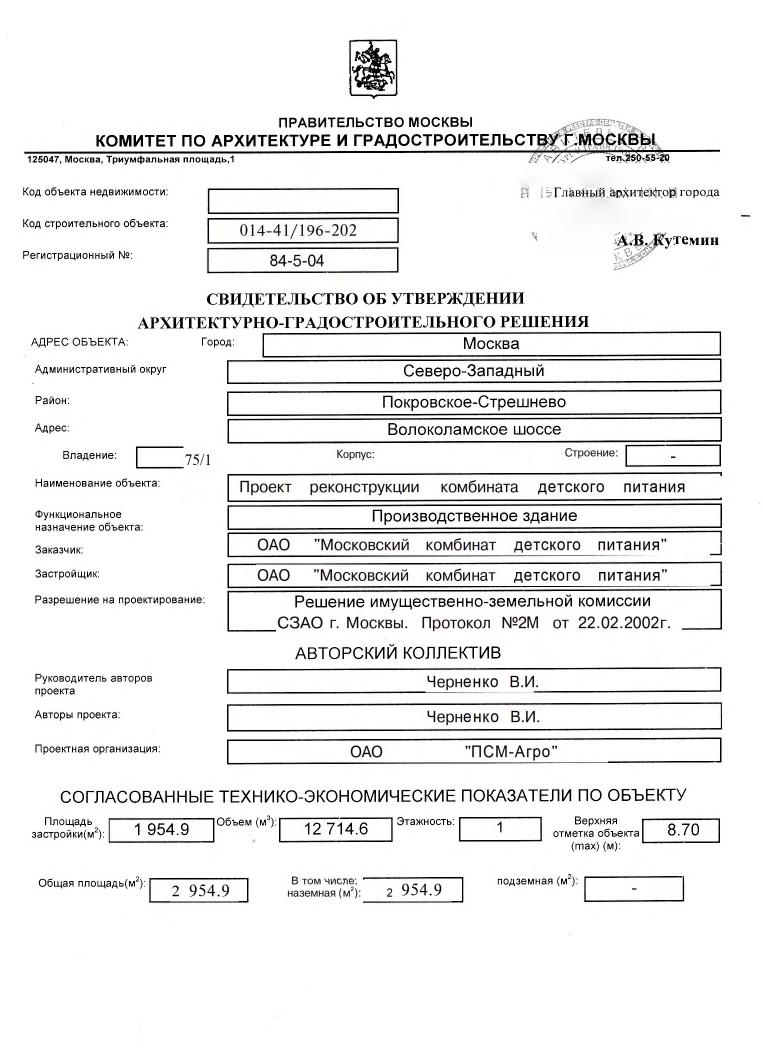 ПРАВИТЕЛЬСТВО МОСКВЫ
КОМИТЕТ ПО АРХИТЕКТУРЕ И ГРАДОСТРОИТЕЛЬСТВУ Г.МОСКВЫ
125047, Москва, Триумфальная площадь,1 тел.250-55-20
Код объекта недвижимости: Главный архитектор города
Код строительного объекта: 014-41/196-202
А.В. Кутемин
Регистрационный №: 84-5-04
СВИДЕТЕЛЬСТВО ОБ УТВЕРЖДЕНИИ
АРХИТЕКТУРНО-ГРАДОСТРОИТЕЛЬНОГО РЕШЕНИЯ
АДРЕС ОБЪЕКТА: Город: Москва
Административный округ Северо-Западный
Район: Покровское-Стрешнево
Адрес: Волоколамское шоссе
Владение: 75/1 Корпус: Строение: -
Наименование объекта: Проект реконструкции комбината детского питания
Функциональное
назначение объекта: Производственное здание
Заказчик: ОАО "Московский комбинат детского питания"
Застройщик: ОАО "Московский комбинат детского питания"
Разрешение на проектирование: Решение имущественно-земельной комиссии
СЗАО г. Москвы. Протокол №2М от 22.02.2002г.
АВТОРСКИЙ КОЛЛЕКТИВ
Руководитель авторов
проекта Черненко В.И.
Авторы проекта: Черненко В.И.
Проектная организация: ОАО "ПСМ-Агро"
СОГЛАСОВАННЫЕ ТЕХНИКО-ЭКОНОМИЧЕСКИЕ ПОКАЗАТЕЛИ ПО ОБЪЕКТУ
Площадь
застройки(м²): 1 954.9 Объем (м³): 12 714.6 Этажность: 1 Верхняя
отметка объекта
(max) (м): 8.70
Общая площадь(м²): 2 954.9 В том числе:
наземная (м²): 2 954.9 подземная (м²): -